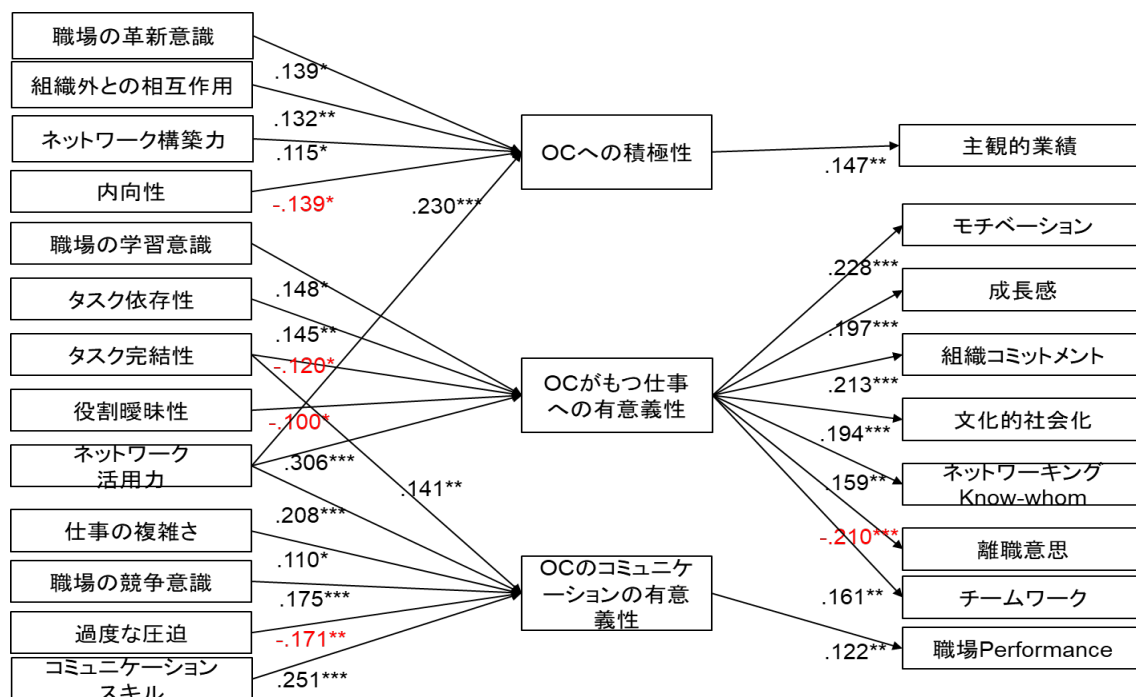 職場の革新意識
組織外との相互作用
ネットワーク構築力
内向性
職場の学習意識
タスク依存性
タスク完結性
役割曖昧性
ネットワーク
活用力
仕事の複雑さ
職場の競争意識
過度な圧迫
コミュニケーション
スキル
.139*
.132**
.115*
-.139*
.230***
.148*
.145**
-.120*
-.100*
.306***
.141**
.208***
.110*
.175***
-.171**
.251***
OCへの積極性
OCがもつ仕事
への有意義性
OCのコミュニケ
ーションの有意
義性
.147**
.228***
.197***
.213***
.194***
.159**
-.210***
.161**
.122**
主観的業績
モチベーション
成長感
組織コミットメント
文化的社会化
ネットワーキング
Know-whom
離職意思
チームワーク
職場Performance